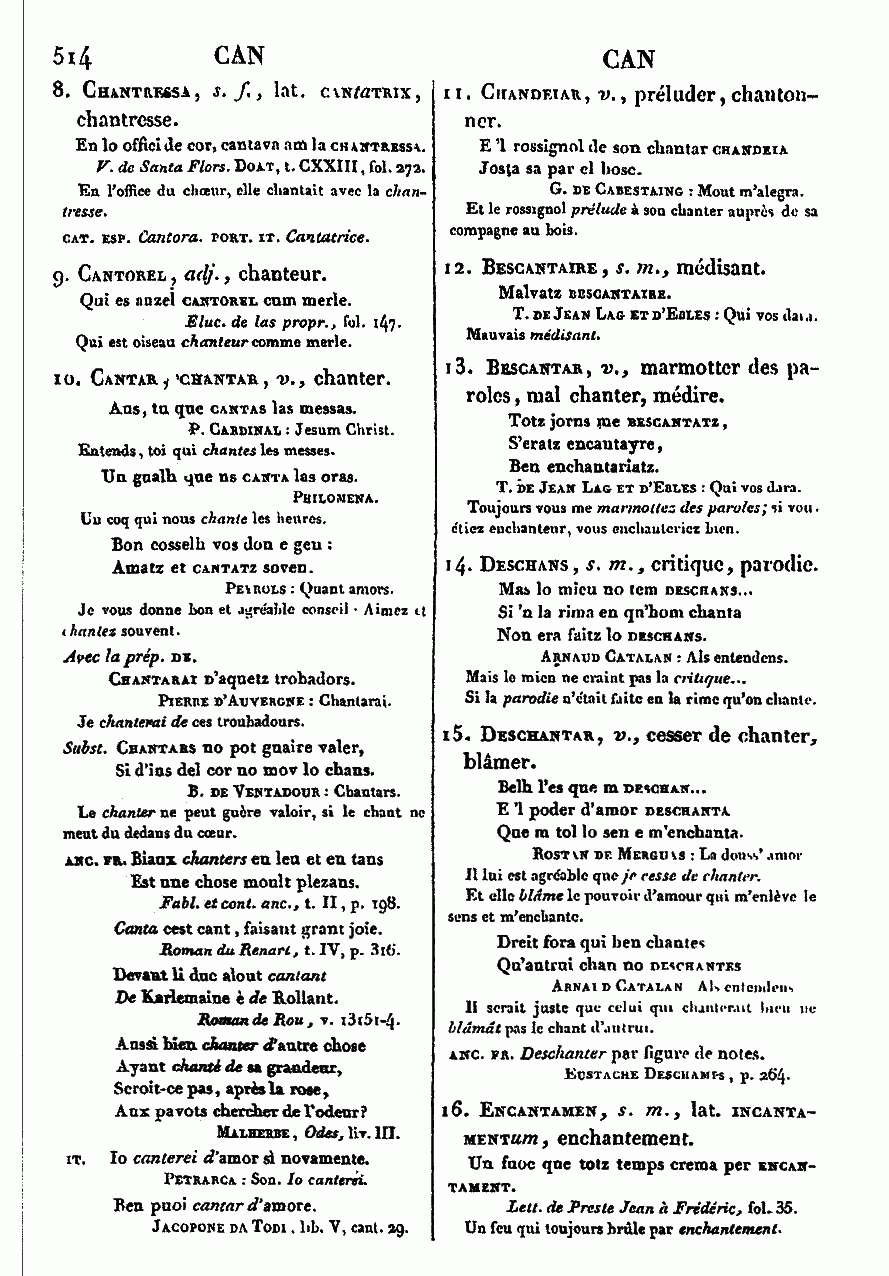 514 CAN
8. CHANTRESSA, s. f., lat. CANtaTRIX,
chantresse.
En lo offici de cor, cantava am la CHANTRESSA.
V. de Santa Flors. DOAT, t. CXXIII, fol. 272.
En l'office du chœur, elle chantait avec la chan-
tresse.
CAT. ESP. Cantora. PORT. IT. Cantatrice.
9. CANTOREL, adj., chanteur.
Qui es auzel CANTOREL cum merle.
Eluc. de las propr., fol. 147.
Qui est oiseau chanteur comme merle.
10. CANTAR, CHANTAR, v., chanter.
Aus, tu que CANTAS las messas.
P. CARDINAL : Jesum Christ.
Entends, toi qui chantes les messes.
Un gualh que ns CANTA las oras.
PHILOMENA.
Un coq qui nous chante les heures.
Bon cosselh vos don e gen :
Amatz et CANTATZ soven.
PEYROLS : Quant amors.
Je vous donne bon et agréable conseil · Aimez et
chantez souvent.
Avec la prép. DE.
CHANTARAI D'aquetz trobadors.
PIERRE D'AUVERGNE : Chantarai.
Je chanterai de ces troubadours.
Subst. CHANTARS no pot guaire valer,
Si d'ins del cor no mov lo chans.
B. DE VENTADOUR : Chantars.
Le chanter ne peut guère valoir, si le chant ne
meut du dedans du cœur.
ANC. FR. Biaux chanters en leu et en tans
Est une chose moult plezans.
Fabl. et cont. anc., t. II, p. 198.
Canta cest cant, faisant grant joie.
Roman du Renart, t. IV, p. 316.
Devant li duc alout cantant
De Karlemaine è de Rollant.
Roman de Rou, v. 13151-4.
Aussi bien chanter d'autre chose
Ayant chanté de sa grandeur,
Seroit-ce pas, après la rose,
Aux pavots chercher de l'odeur?
MALHERBE, Odes, liv. III.
IT. Io canterei d'amor sì novamente.
PETRARCA : Son. Io canterei.
Ben puoi cantar d'amore.
JACOPONE DA TODI, lib. V, cant. 29.
CAN
11. CHANDEIAR, v., préluder, chanton-
ner.
E 'l rossignol de son chantar CHANDEIA
Josta sa par el bosc.
G. DE CABESTAING : Mout m'alegra.
Et le rossignol prélude à son chanter auprès de sa
compagne au bois.
12. BESCANTAIRE, s. m., médisant.
Malvatz BESCANTAIRE.
T. DE JEAN LAG ET D'EBLES : Qui vos dara.
Mauvais médisant.
13. BESCANTAR, v., marmotter des pa-
roles, mal chanter, médire.
Totz jorns me BESCANTATZ,
S'eratz encantayre,
Ben enchantariatz.
T. DE JEAN LAG ET D'EBLES : Qui vos dara.
Toujours vous me marmottez des paroles; si vous
étiez enchanteur, vous enchanteriez bien.
14. DESCHANS, s. m., critique, parodie.
Mas lo mieu no tem DESCHANS...
Si 'n la rima en qu'hom chanta
Non era faitz lo DESCHANS.
ARNAUD CATALAN : Als entendens.
Mais le mien ne craint pas la critique...
Si la parodie n'était faite en la rime qu'on chante.
15. DESCHANTAR, v., cesser de chanter,
blâmer.
Belh l'es que m DESCHAN...
E 'l poder d'amor DESCHANTA
Que m tol lo sen e m'enchanta.
ROSTAN DE MERGUAS : La douss' amor
Il lui est agréable que je cesse de chanter.
Et elle blâme le pouvoir d'amour qui m'enlève le
sens et m'enchante.
Dreit fora qui ben chantes
Qu'autrui chan no DESCHANTES
ARNAUD CATALAN Als entendens
Il serait juste que celui qui chanterait bien ne
blâmât pas le chant d'autrui.
ANC. FR. Deschanter par figure de notes.
EUSTACHE DESCHAMPS, p. 264.
16. ENCANTAMEN, s. m., lat. INCANTA-
MENTum, enchantement.
Un fuoc que totz temps crema per ENCAN-
TAMENT.
Lett. de Preste Jean à Frédéric, fol. 35.
Un feu qui toujours brûle par enchantement.